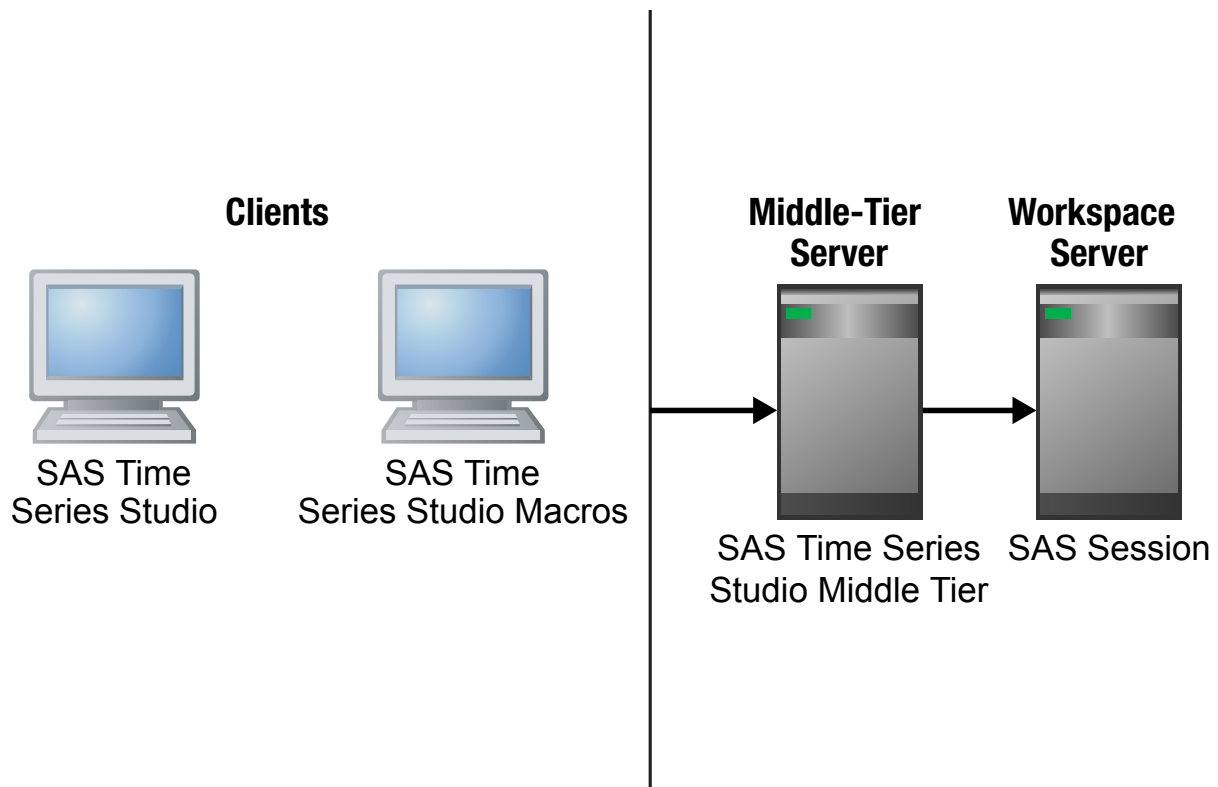 Clients
SAS Time
Series Studio
SAS Time
Series Studio Macros
Middle-Tier
Server
SAS Time Series
Studio Middle Tier
Workspace
Server
SAS Session